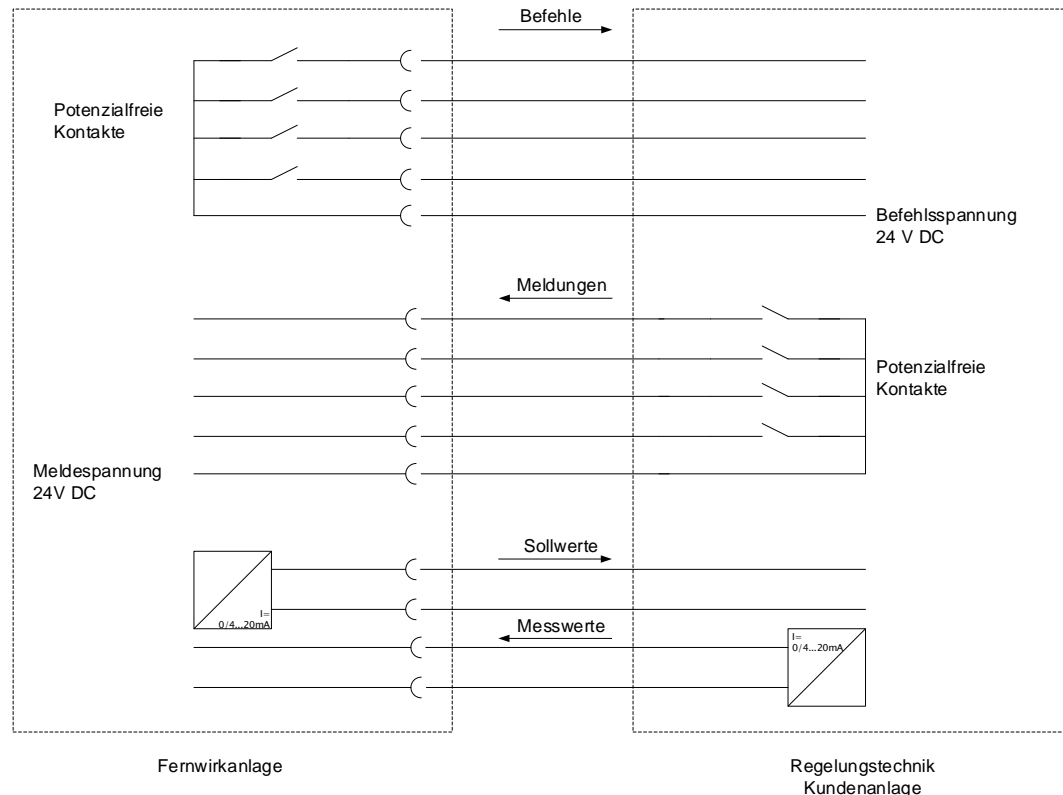 Befehle
Potenzialfreie
Kontakte
Befehlsspannung
24 V DC
Meldungen
Potenzialfreie
Kontakte
Meldespannung
24V DC
Sollwerte
I=
0/4...20mA
Messwerte
I=
0/4...20mA
Fernwirkanlage
Regelungstechnik
Kundenanlage